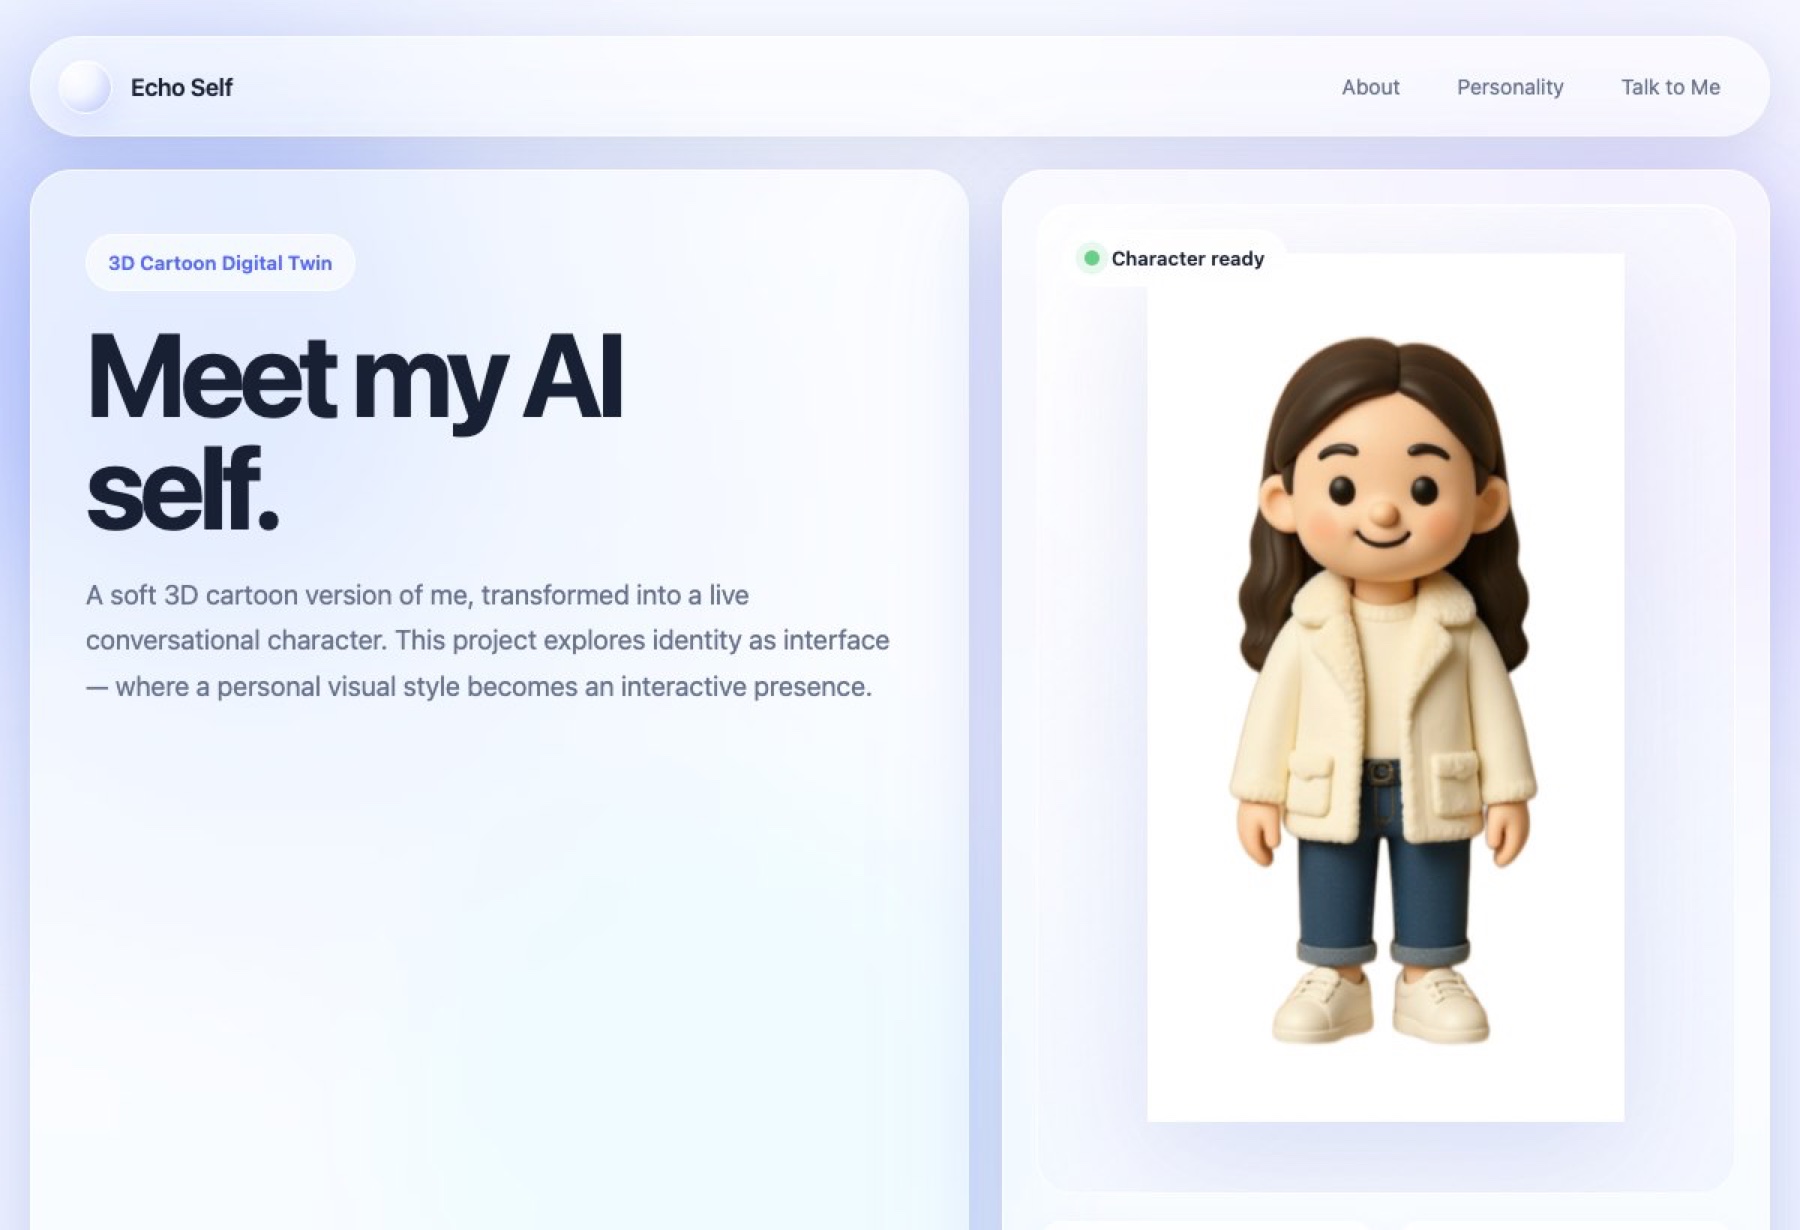 Echo Self
About
Personality
Talk to Me
3D Cartoon Digital Twin
Meet my AI
self.
A soft 3D cartoon version of me, transformed into a live
conversational character. This project explores identity as interface
— where a personal visual style becomes an interactive presence.
Character ready